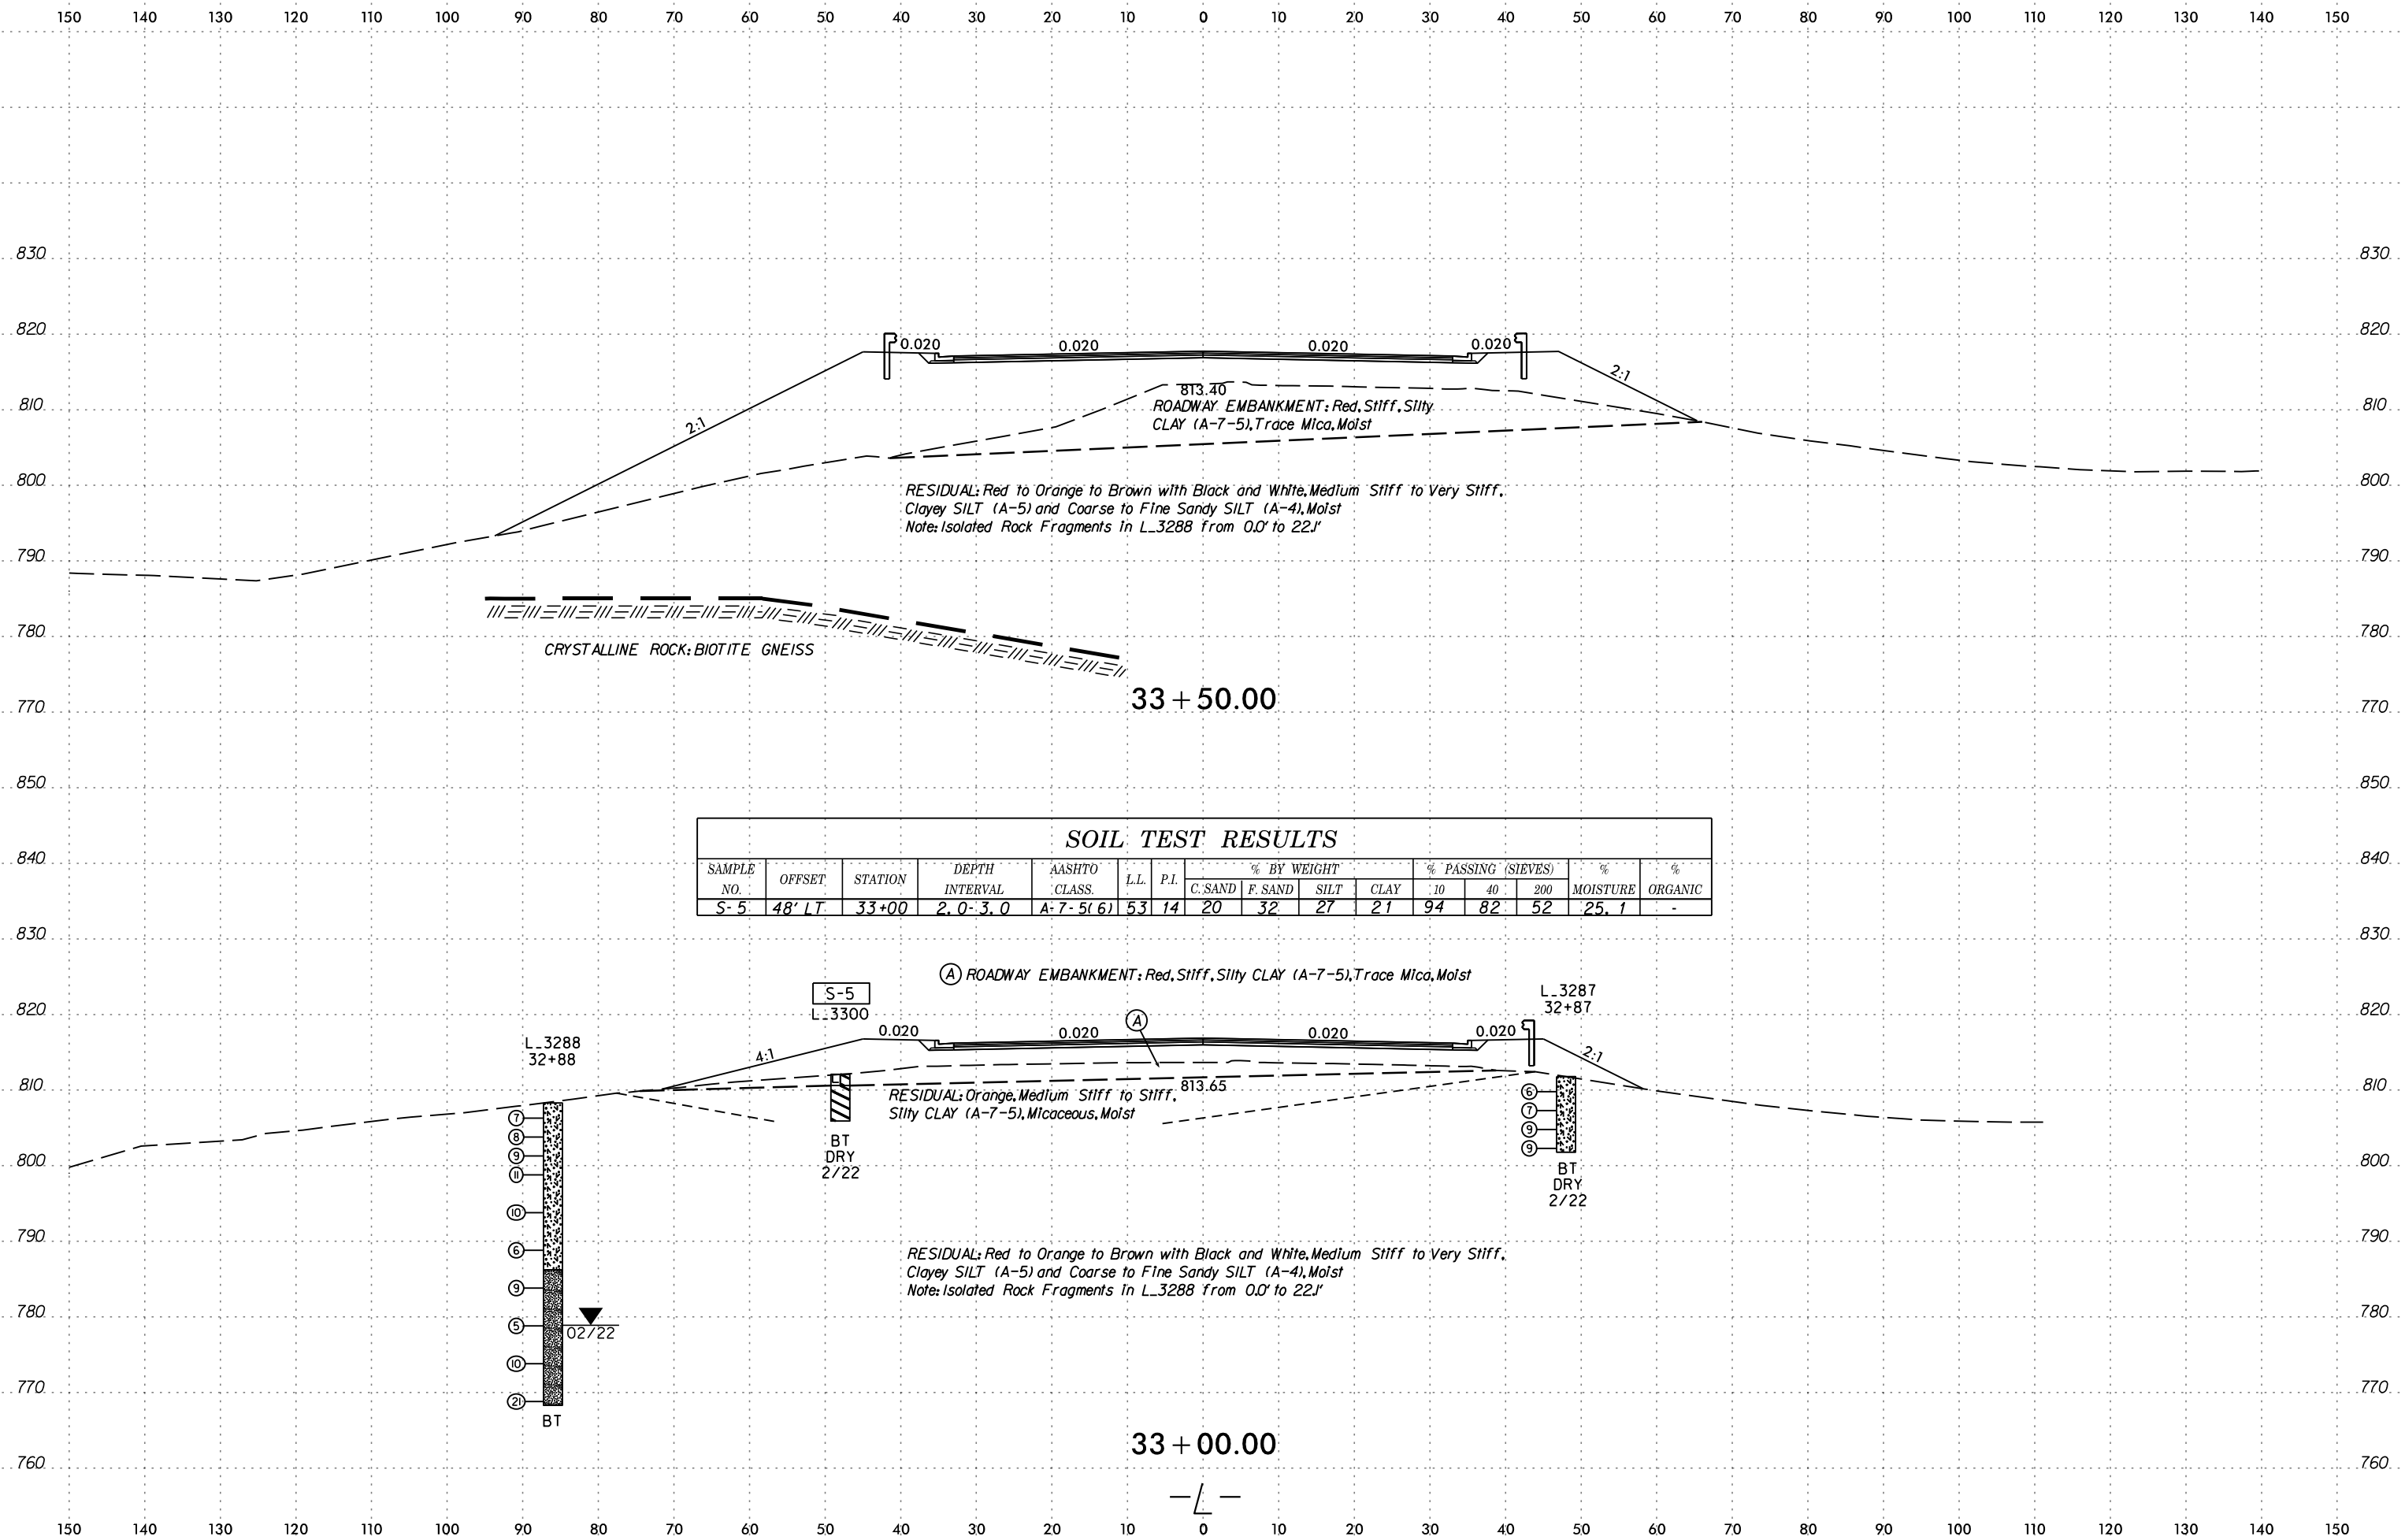 150 140 130 120 110 100 90 80 70 60 50 40 30 20 10 0 10 20 30 40 50 60 70 80 90 100 110 120 130 140 150
830 830
820 820
0.020 0.020 0.020 0.020
2:1
813.40
810 810
ROADWAY EMBANKMENT: Red, Stiff, Silty
CLAY (A-7-5), Trace Mica, Moist
2:1
800 800
RESIDUAL: Red to Orange to Brown with Black and White, Medium Stiff to Very Stiff,
Clayey SILT (A-5) and Coarse to Fine Sandy SILT (A-4), Moist
Note: Isolated Rock Fragments in L_3288 from 0.0' to 22.1'
790 790
780 780
CRYSTALLINE ROCK: BIOTITE GNEISS
33+50.00
770 770
850 850
SOIL TEST RESULTS
840 840
SAMPLE NO. OFFSET STATION DEPTH INTERVAL AASHTO CLASS. L.L. P.I. % BY WEIGHT % PASSING (SIEVES) % MOISTURE % ORGANIC
C. SAND F. SAND SILT CLAY 10 40 200
S-5 48' LT 33+00 2.0-3.0 A-7-5(6) 53 14 20 32 27 21 94 82 52 25.1 -
830 830
A ROADWAY EMBANKMENT: Red, Stiff, Silty CLAY (A-7-5), Trace Mica, Moist
S-5
L_3300
L_3287
32+87
820 820
A
0.020 0.020 0.020 0.020
L_3288
32+88
4:1
2:1
810 810
813.65
RESIDUAL: Orange, Medium Stiff to Stiff,
Silty CLAY (A-7-5), Micaceous, Moist
6
7
9
9
7
8
9
11
10
6
9
5
10
21
BT
BT
DRY
2/22
BT
DRY
2/22
800 800
790 790
RESIDUAL: Red to Orange to Brown with Black and White, Medium Stiff to Very Stiff,
Clayey SILT (A-5) and Coarse to Fine Sandy SILT (A-4), Moist
Note: Isolated Rock Fragments in L_3288 from 0.0' to 22.1'
780 780
02/22
770 770
33+00.00
760 760
-L-
150 140 130 120 110 100 90 80 70 60 50 40 30 20 10 0 10 20 30 40 50 60 70 80 90 100 110 120 130 140 150